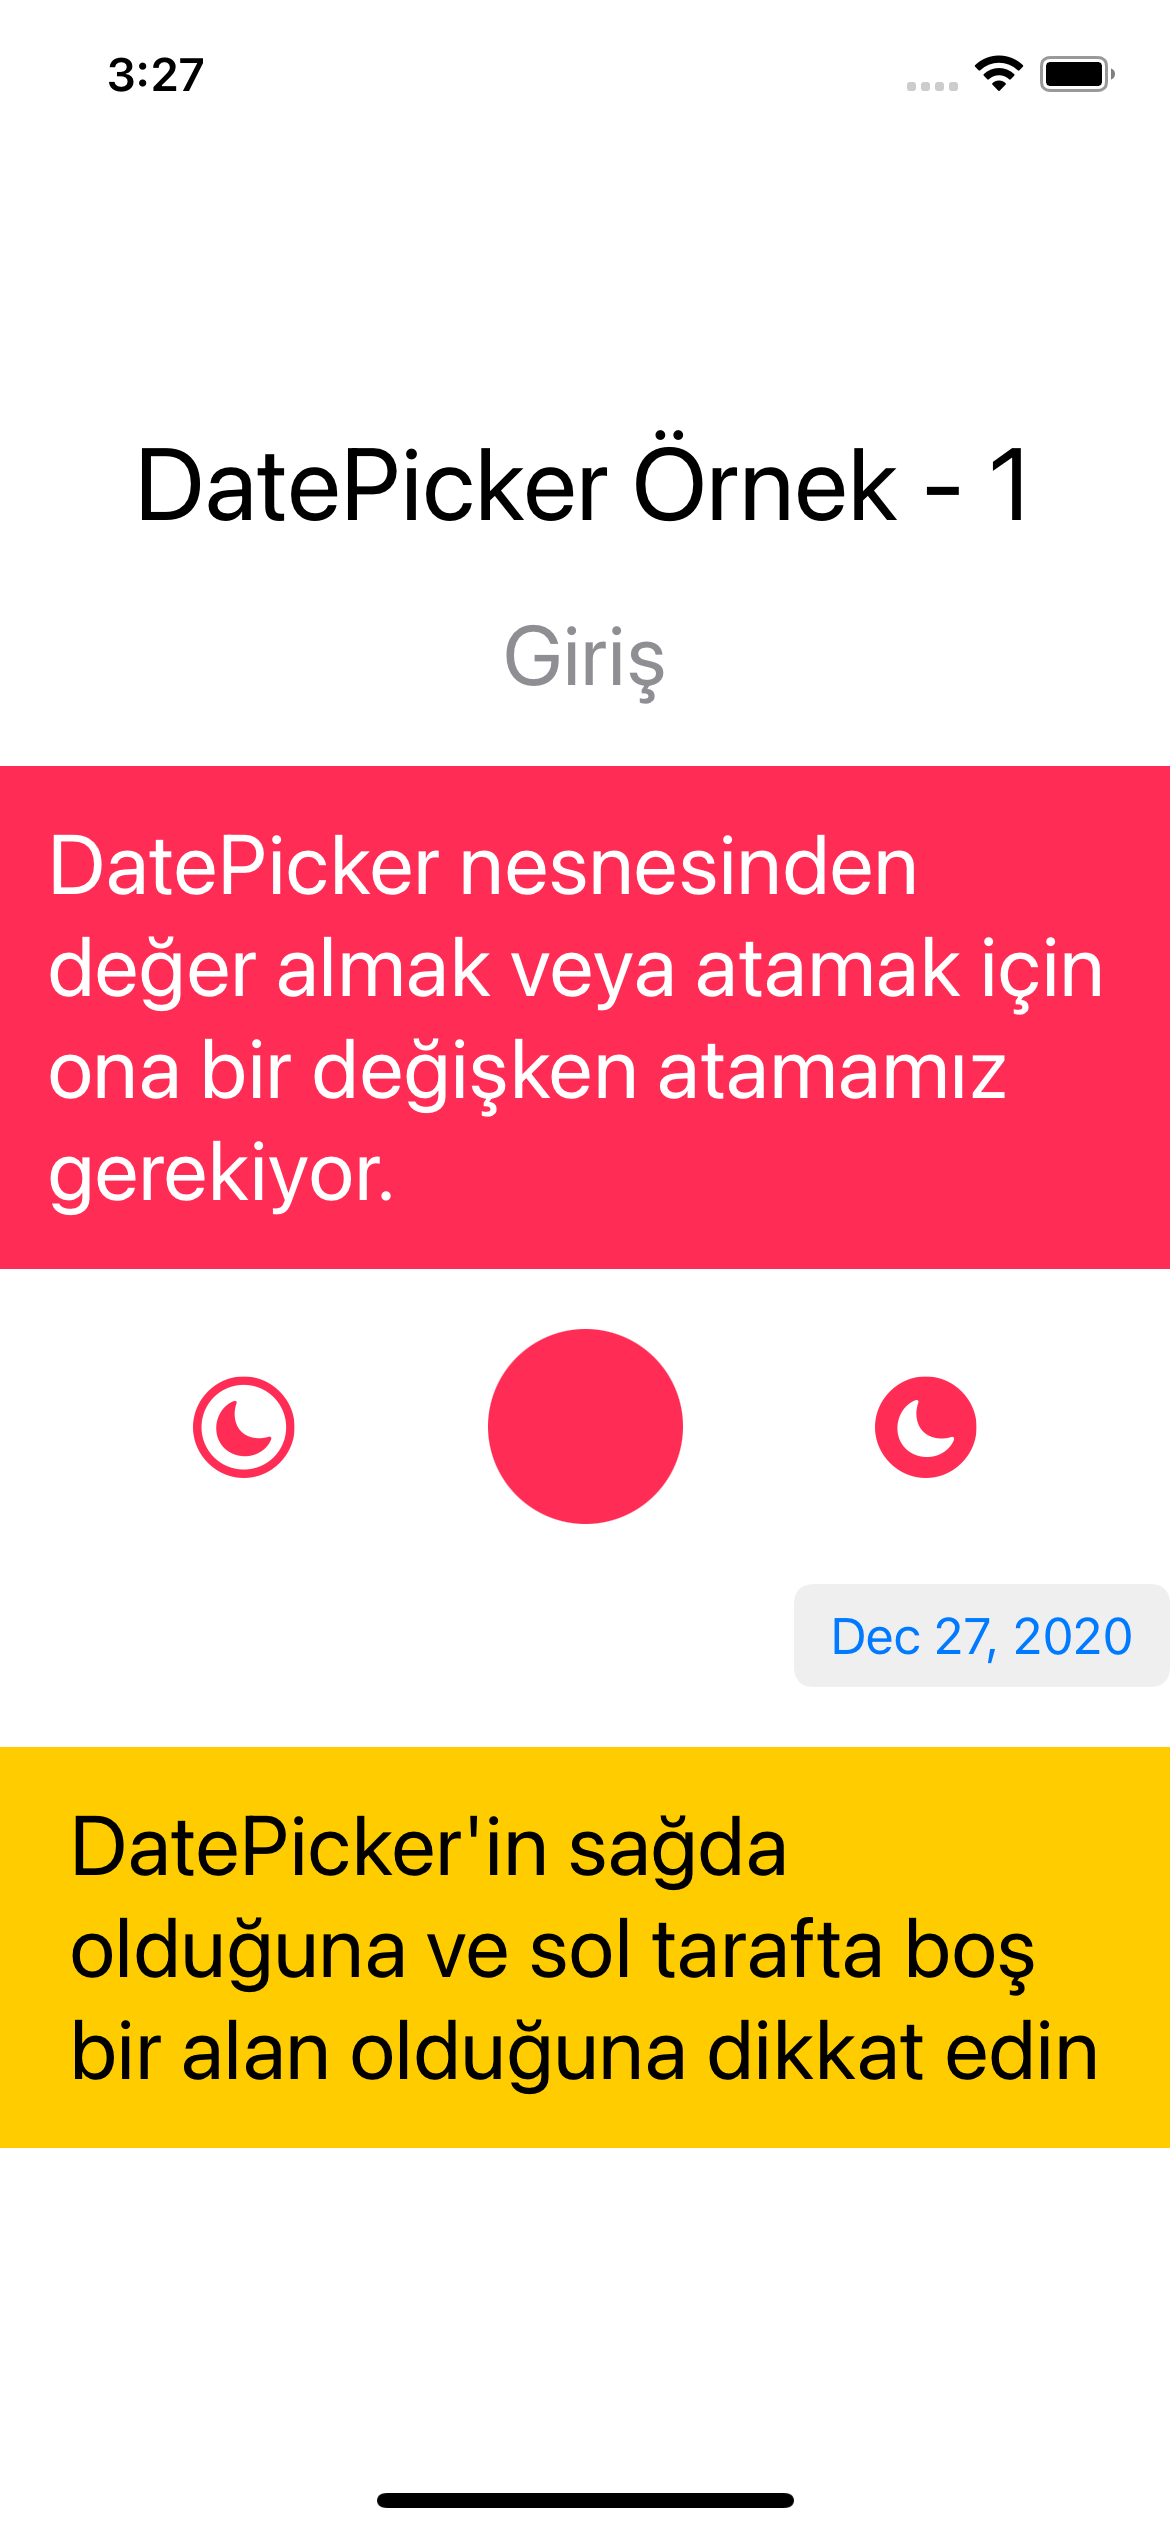 3:27
DatePicker Örnek - 1
Giriş
DatePicker nesnesinden
değer almak veya atamak için
ona bir değişken atamamız
gerekiyor.
Dec 27, 2020
DatePicker'in sağda
olduğuna ve sol tarafta boş
bir alan olduğuna dikkat edin